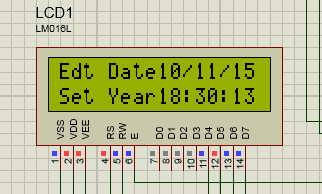 LCD1
LM016L
Edt Date10/11/15
Set Year18:30:13
VSS VDD VEE RS RW E D0 D1 D2 D3 D4 D5 D6 D7
1 2 3 4 5 6 7 8 9 10 11 12 13 14